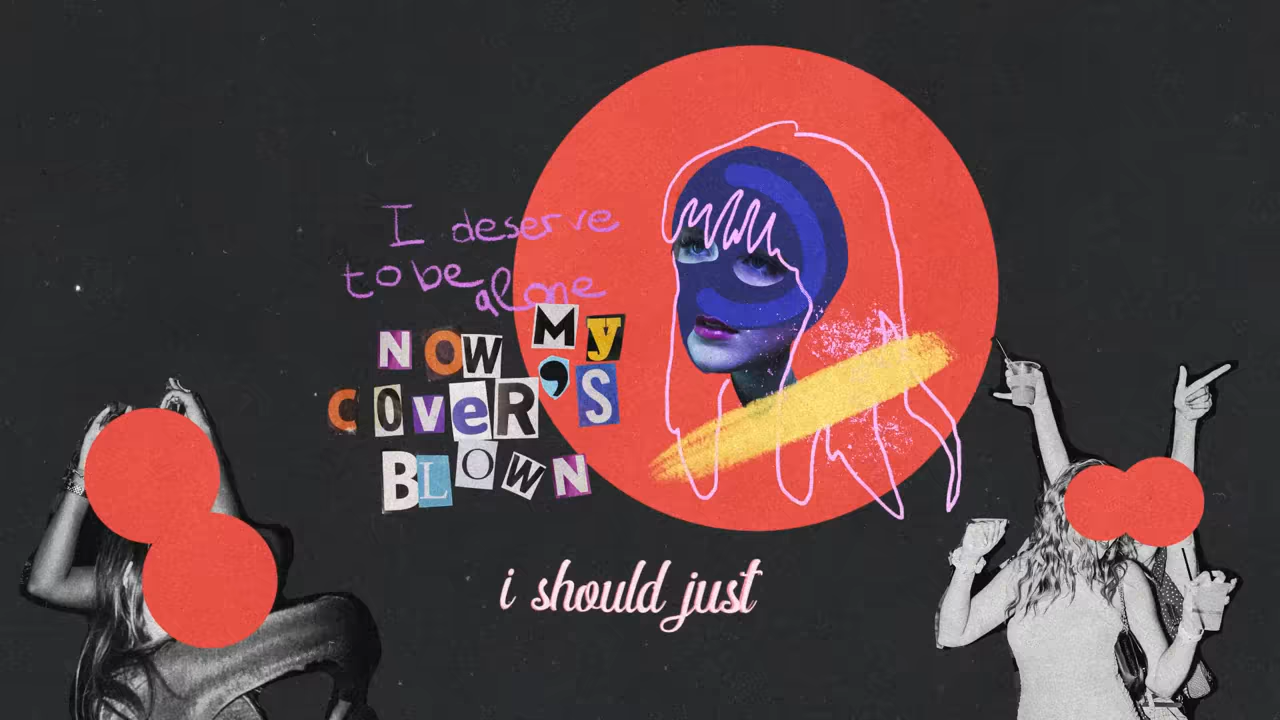 I deserve
to be
alone
NOW MY
COVER'S
BLOWN
i should just